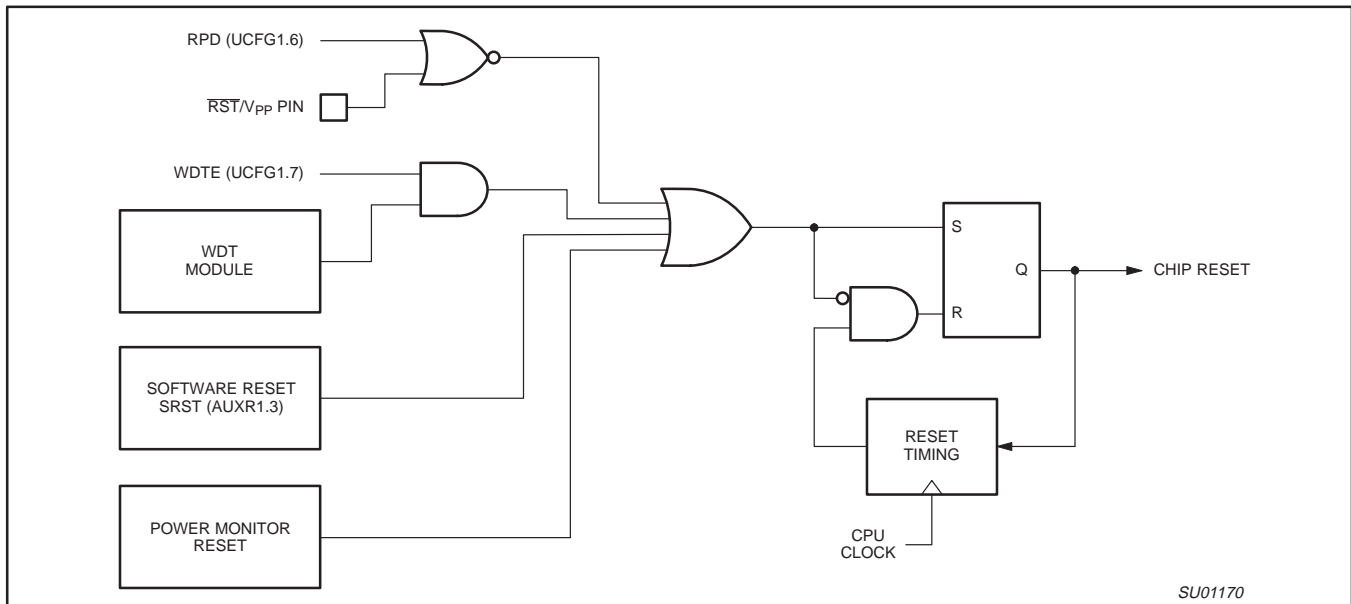 RPD (UCFG1.6)
RST/VPP PIN
WDTE (UCFG1.7)
WDT
MODULE
SOFTWARE RESET
SRST (AUXR1.3)
POWER MONITOR
RESET
S
Q
R
CHIP RESET
RESET
TIMING
CPU
CLOCK
SU01170